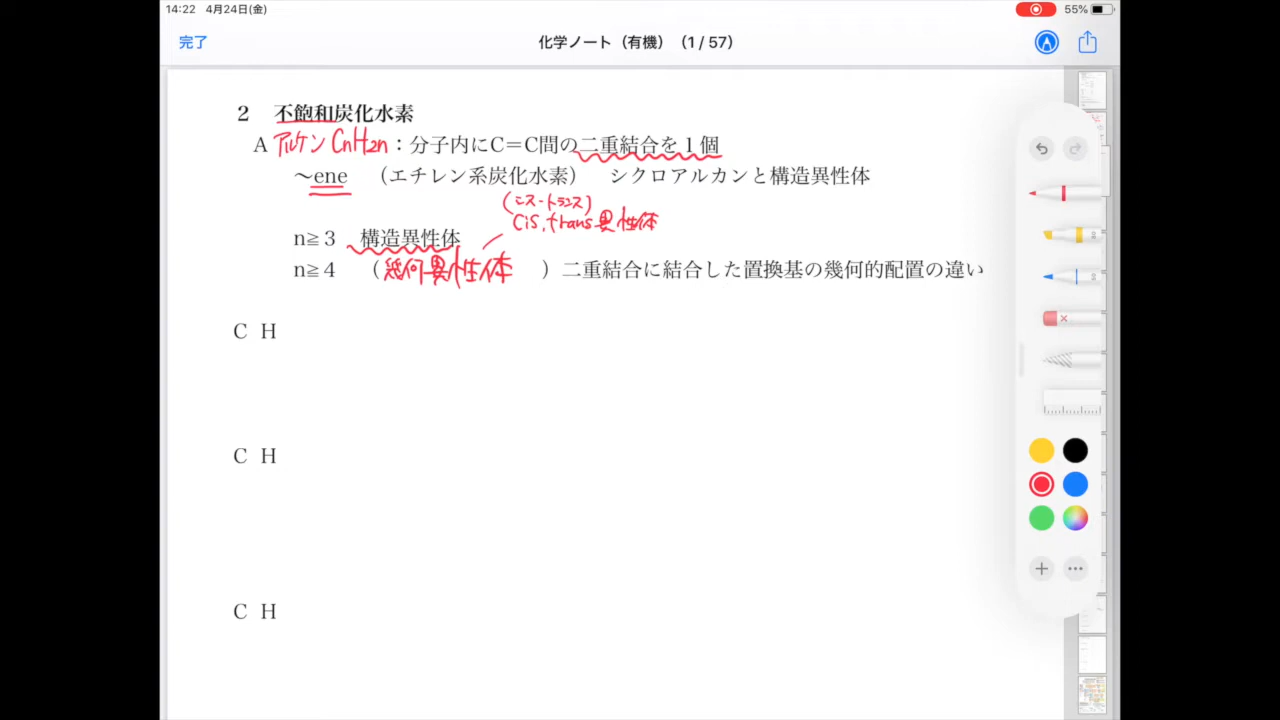 14:22 4月24日(金)
55%
完了
化学ノート（有機）（1 / 57）
2 不飽和炭化水素
A アルケン CnH2n：分子内にC＝C間の二重結合を１個
～ene （エチレン系炭化水素） シクロアルカンと構造異性体
(シス-トランス)
cis, trans異性体
n≧３ 構造異性体
n≧４ （幾何異性体 ）二重結合に結合した置換基の幾何的配置の違い
C H
C H
C H